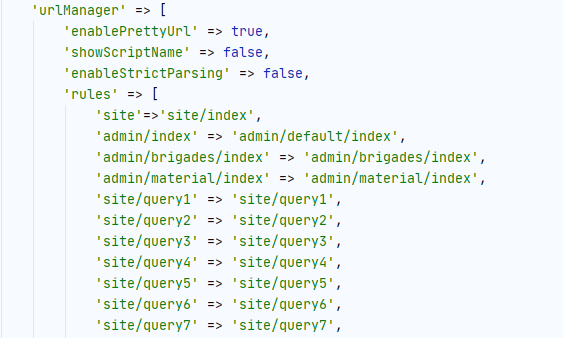 'urlManager' => [
'enablePrettyUrl' => true,
'showScriptName' => false,
'enableStrictParsing' => false,
'rules' => [
'site'=>'site/index',
'admin/index' => 'admin/default/index',
'admin/brigades/index' => 'admin/brigades/index',
'admin/material/index' => 'admin/material/index',
'site/query1' => 'site/query1',
'site/query2' => 'site/query2',
'site/query3' => 'site/query3',
'site/query4' => 'site/query4',
'site/query5' => 'site/query5',
'site/query6' => 'site/query6',
'site/query7' => 'site/query7',